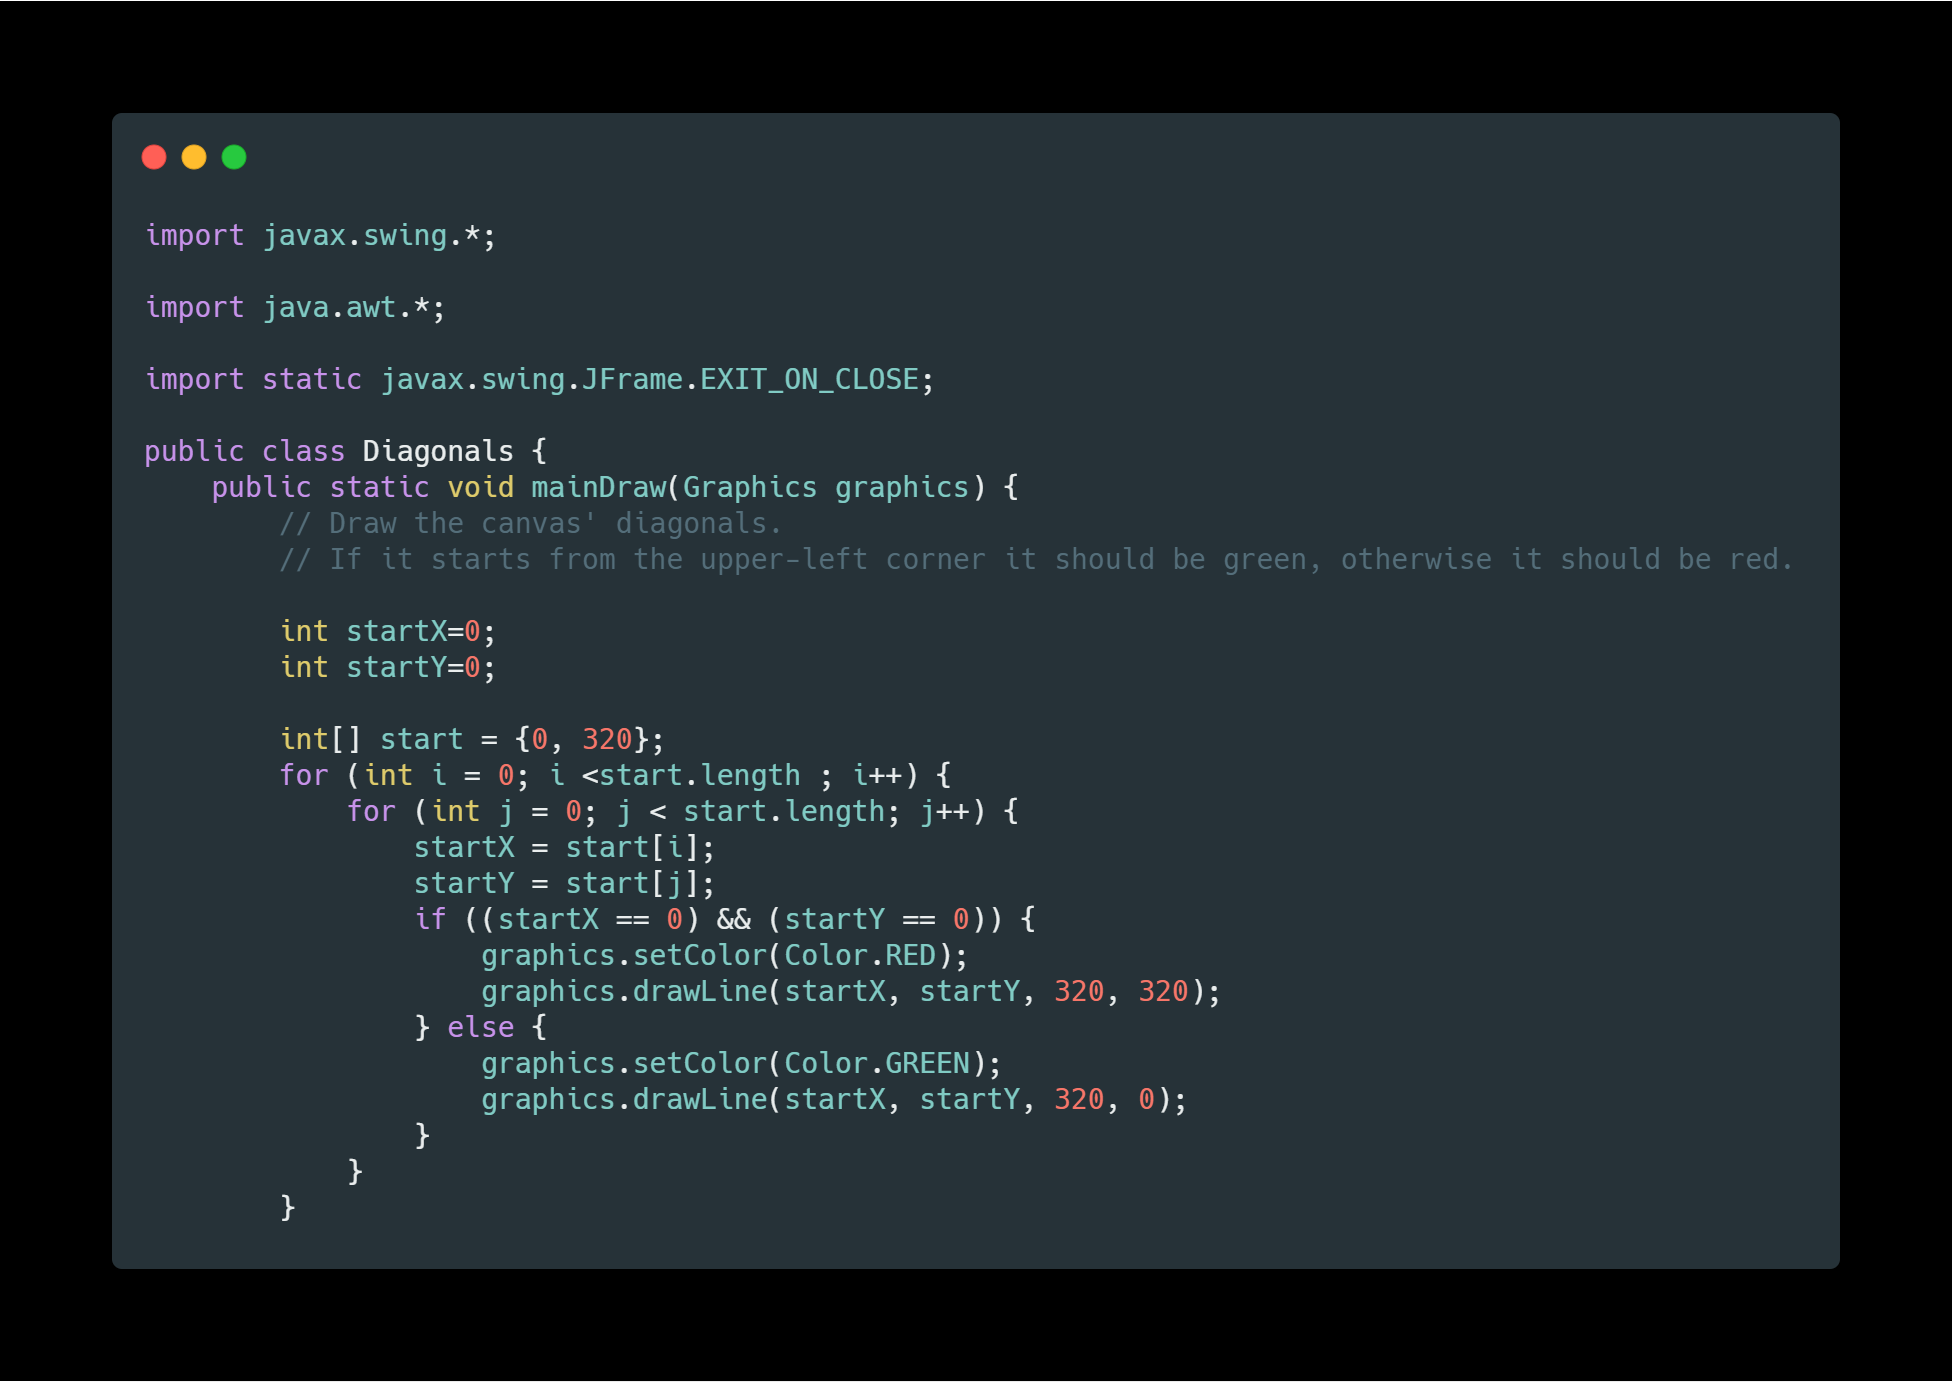 import javax.swing.*;
import java.awt.*;
import static javax.swing.JFrame.EXIT_ON_CLOSE;
public class Diagonals {
    public static void mainDraw(Graphics graphics) {
        // Draw the canvas' diagonals.
        // If it starts from the upper-left corner it should be green, otherwise it should be red.
        int startX=0;
        int startY=0;
        int[] start = {0, 320};
        for (int i = 0; i <start.length ; i++) {
            for (int j = 0; j < start.length; j++) {
                startX = start[i];
                startY = start[j];
                if ((startX == 0) && (startY == 0)) {
                    graphics.setColor(Color.RED);
                    graphics.drawLine(startX, startY, 320, 320);
                } else {
                    graphics.setColor(Color.GREEN);
                    graphics.drawLine(startX, startY, 320, 0);
                }
            }
        }